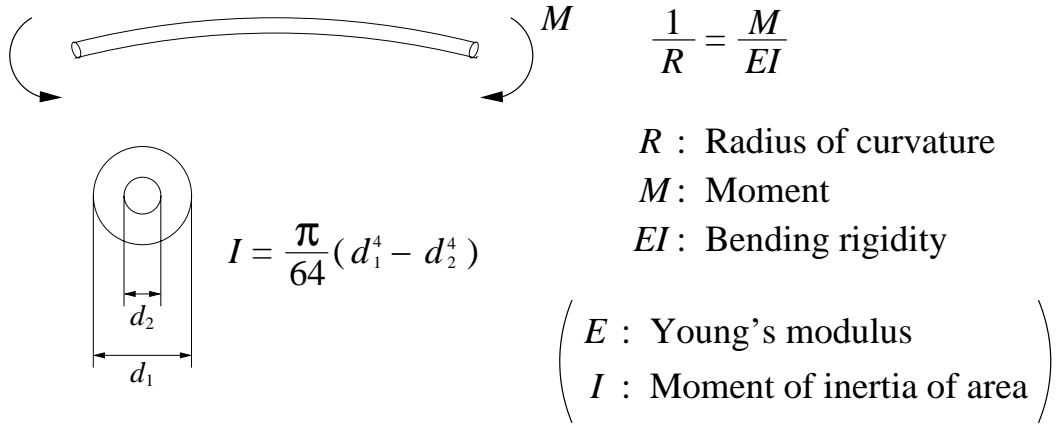 M
1/R = M/EI
R : Radius of curvature
M : Moment
EI : Bending rigidity
I = π/64 ( d₁⁴ − d₂⁴ )
d₂
d₁
E : Young’s modulus
I : Moment of inertia of area